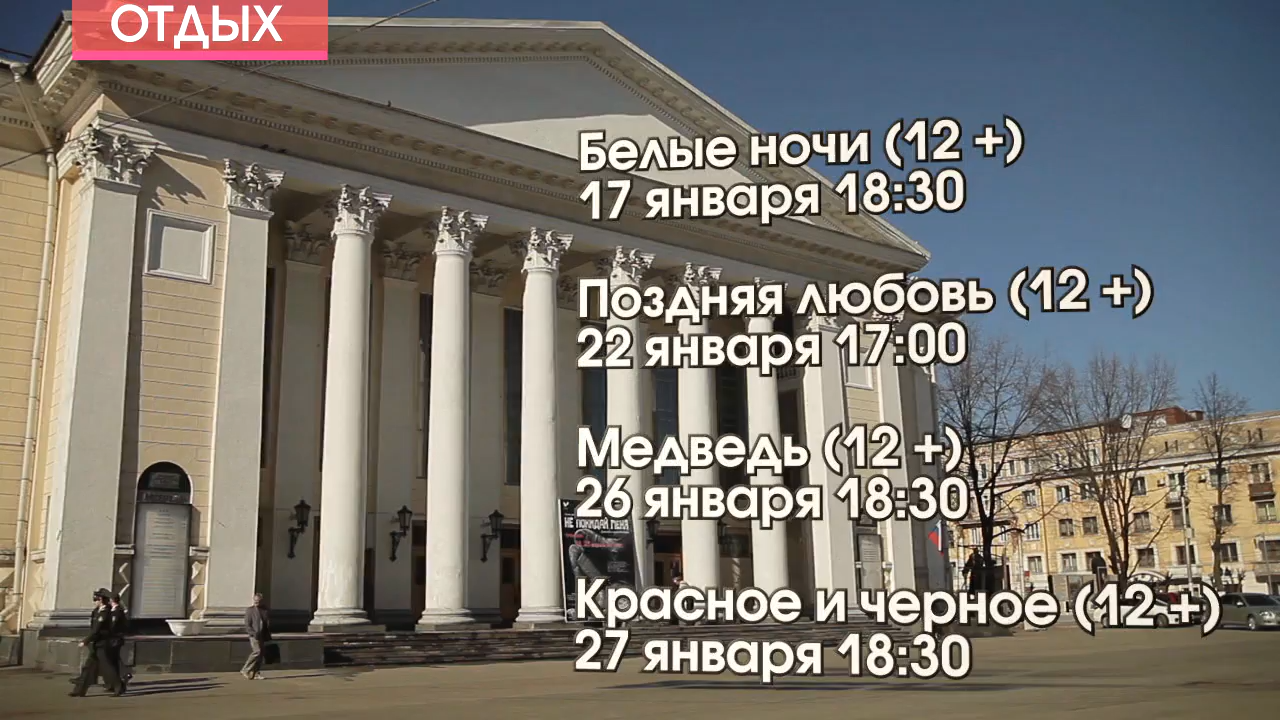 ОТДЫХ
Белые ночи (12 +)
17 января 18:30
Поздняя любовь (12 +)
22 января 17:00
Медведь (12 +)
26 января 18:30
НЕ ПОКИДАЙ МЕНЯ
Красное и черное (12 +)
27 января 18:30